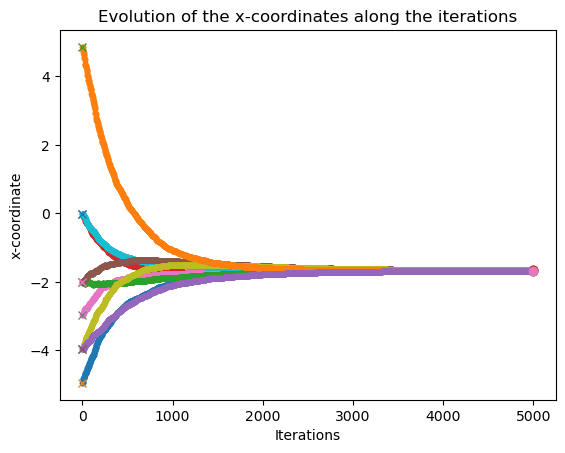 Evolution of the x-coordinates along the iterations
4
2
0
−2
−4
x-coordinate
0 1000 2000 3000 4000 5000
Iterations